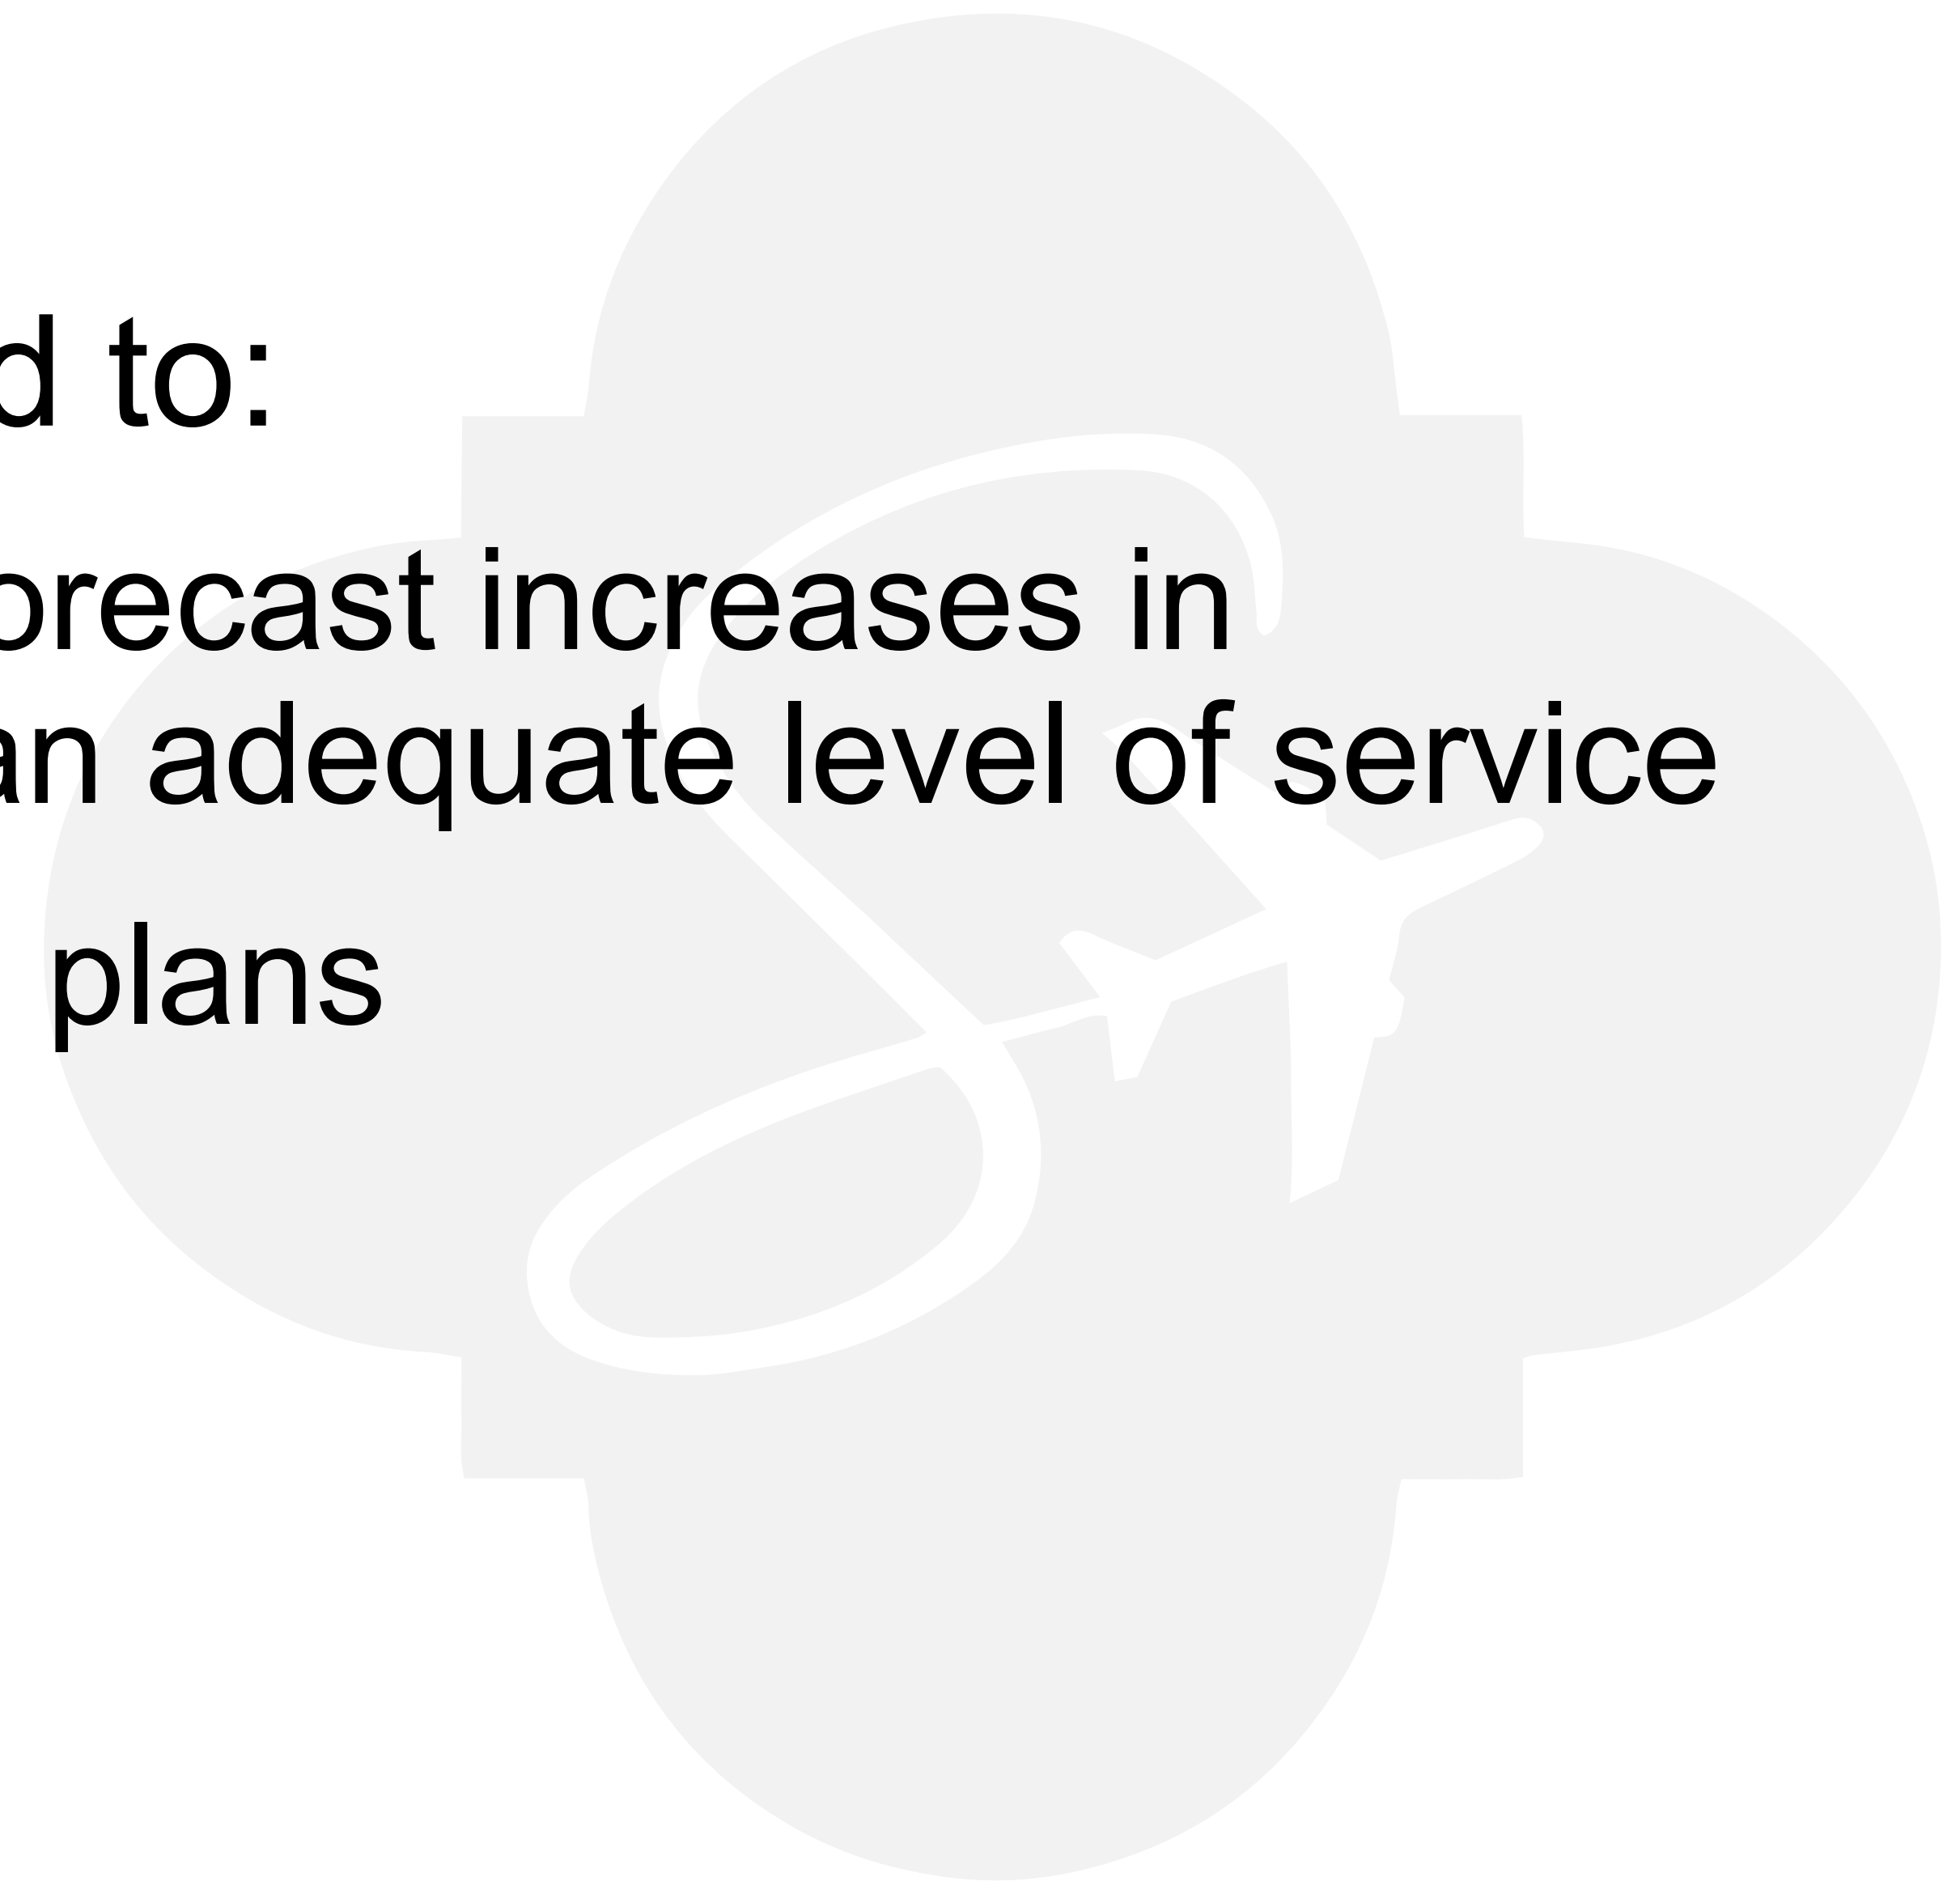 d to:
orecast increases in
an adequate level of service
plans